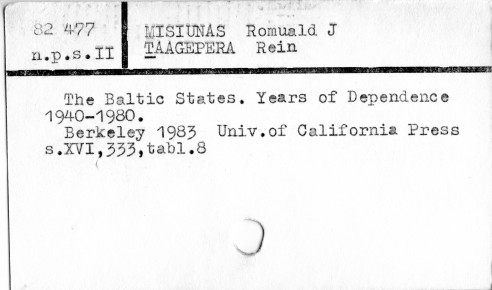 82 477
n.p.s.II
MISIUNAS Romuald J
TAAGEPERA Rein
The Baltic States. Years of Dependence
1940-1980.
Berkeley 1983 Univ.of California Press
s.XVI,333,tabl.8